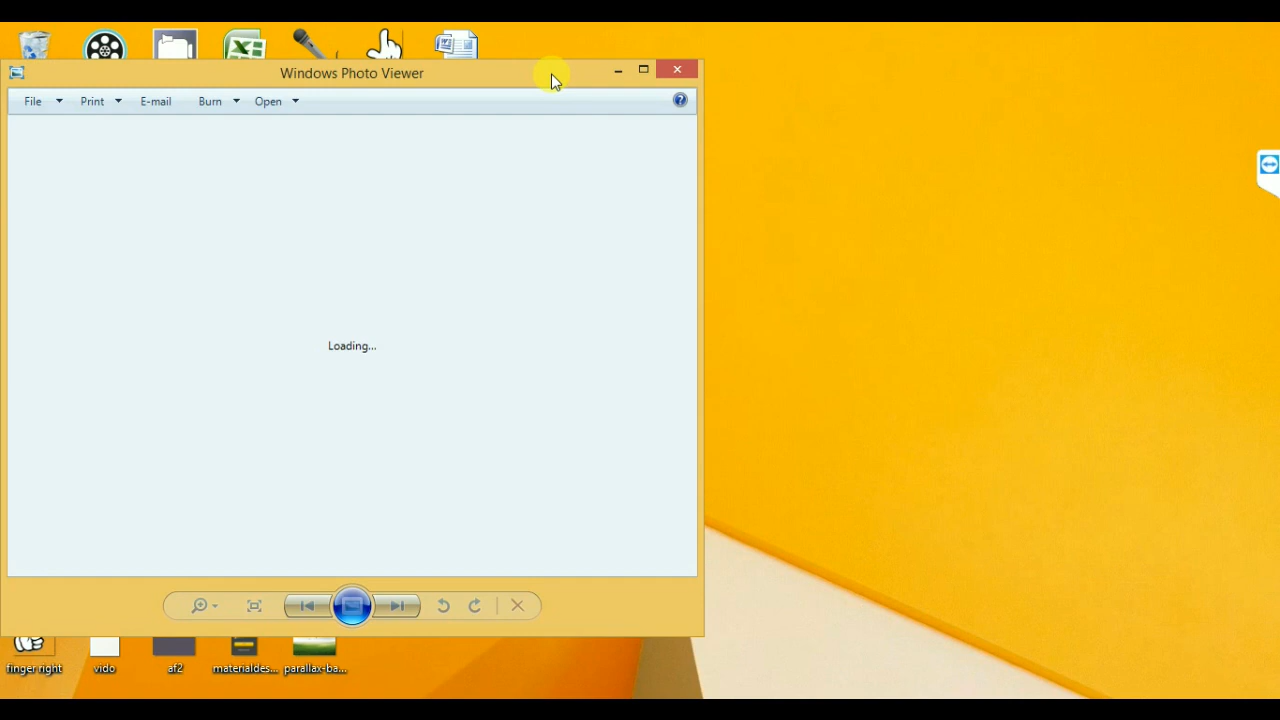 Windows Photo Viewer
File Print E-mail Burn Open
Loading...
finger right vido af2 materialdes... parallax-ba...